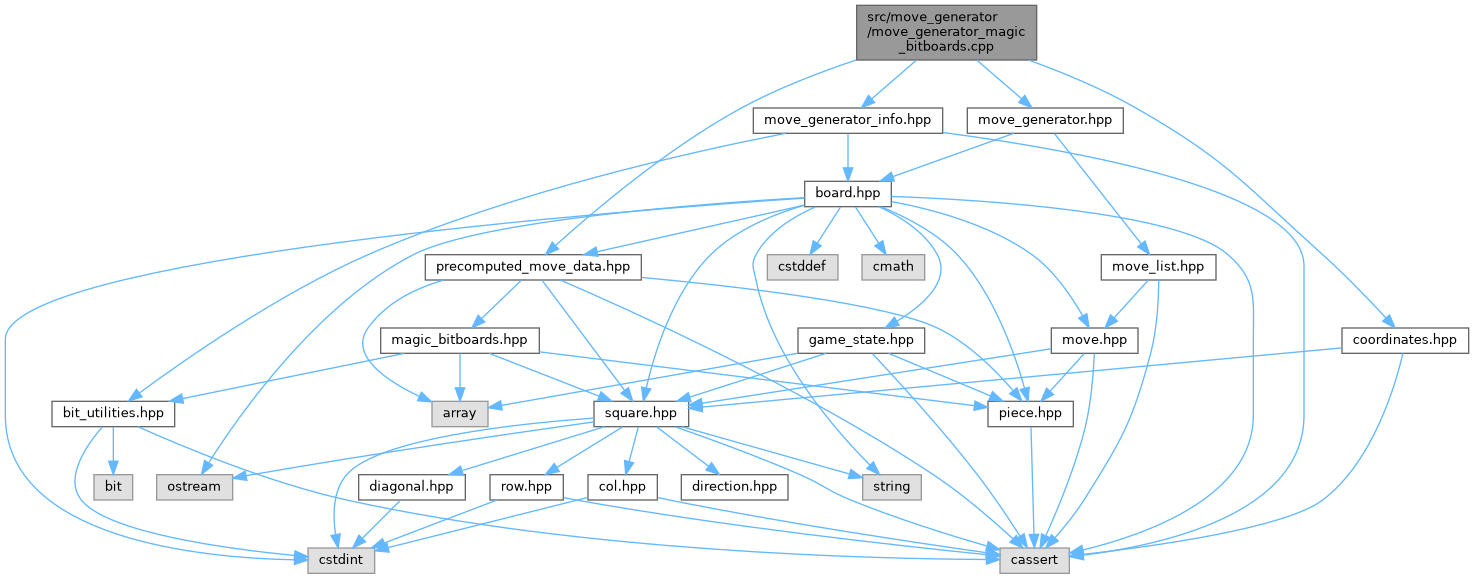 src/move_generator
/move_generator_magic
_bitboards.cpp
move_generator_info.hpp
move_generator.hpp
board.hpp
precomputed_move_data.hpp
cstddef
cmath
move_list.hpp
magic_bitboards.hpp
game_state.hpp
move.hpp
coordinates.hpp
bit_utilities.hpp
array
square.hpp
piece.hpp
bit
ostream
diagonal.hpp
row.hpp
col.hpp
direction.hpp
string
cstdint
cassert